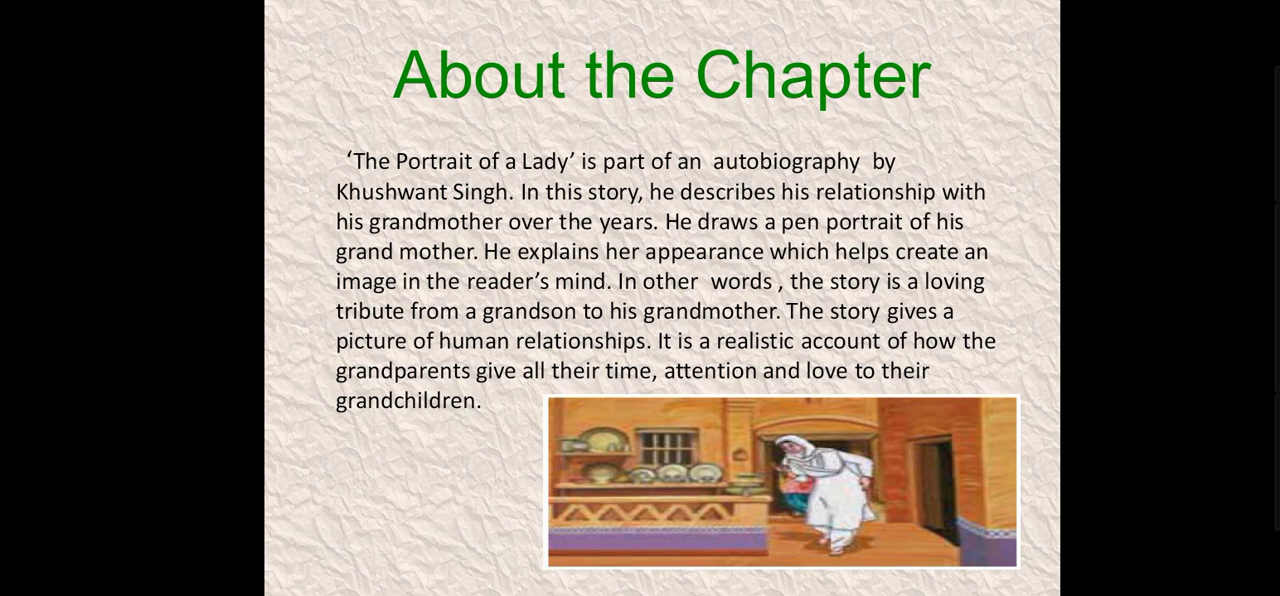 About the Chapter
‘The Portrait of a Lady’ is part of an autobiography by
Khushwant Singh. In this story, he describes his relationship with
his grandmother over the years. He draws a pen portrait of his
grand mother. He explains her appearance which helps create an
image in the reader’s mind. In other words , the story is a loving
tribute from a grandson to his grandmother. The story gives a
picture of human relationships. It is a realistic account of how the
grandparents give all their time, attention and love to their
grandchildren.